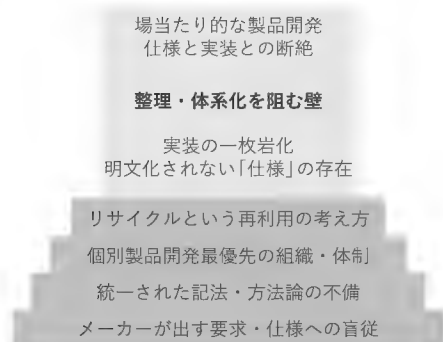 場当たり的な製品開発
仕様と実装との断絶
整理・体系化を阻む壁
実装の一枚岩化
明文化されない「仕様」の存在
リサイクルという再利用の考え方
個別製品開発最優先の組織・体制
統一された記法・方法論の不備
メーカーが出す要求・仕様への盲従